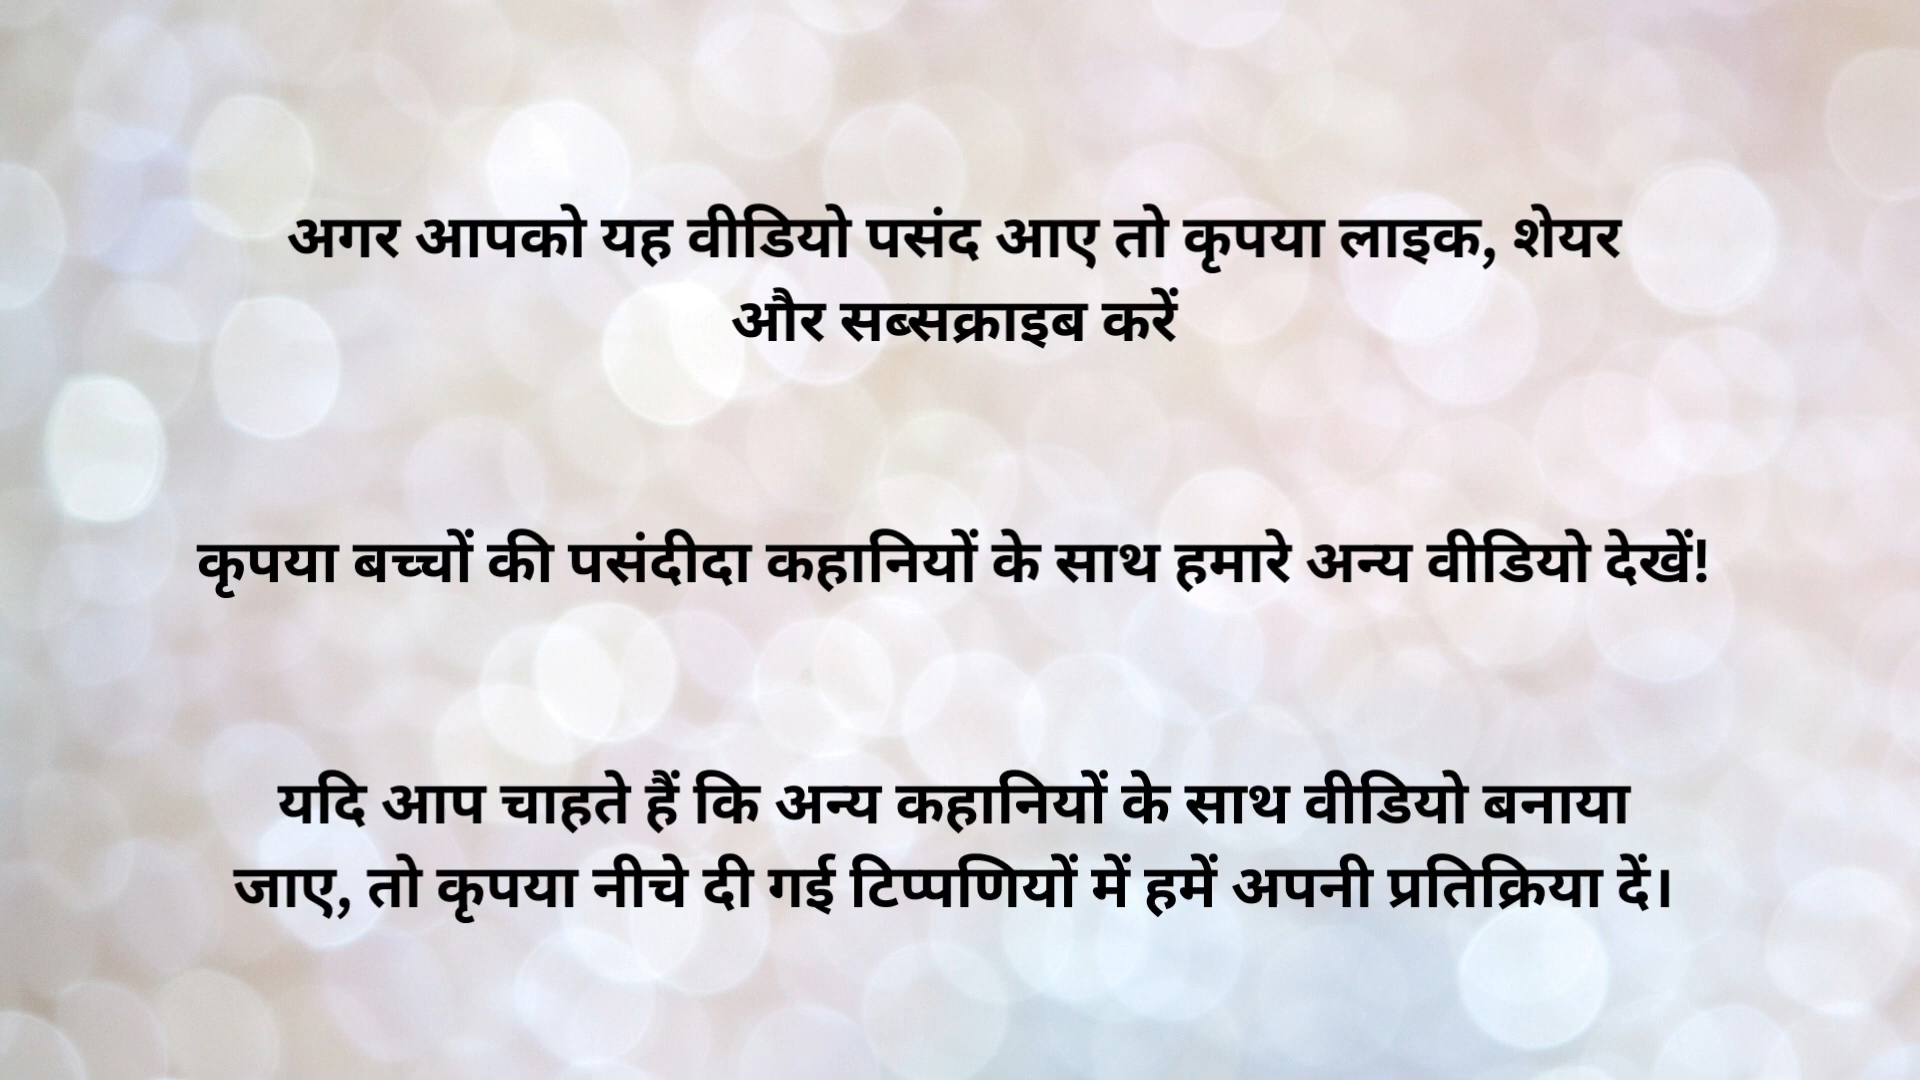 अगर आपको यह वीडियो पसंद आए तो कृपया लाइक, शेयर
और सब्सक्राइब करें
कृपया बच्चों की पसंदीदा कहानियों के साथ हमारे अन्य वीडियो देखें!
यदि आप चाहते हैं कि अन्य कहानियों के साथ वीडियो बनाया
जाए, तो कृपया नीचे दी गई टिप्पणियों में हमें अपनी प्रतिक्रिया दें।